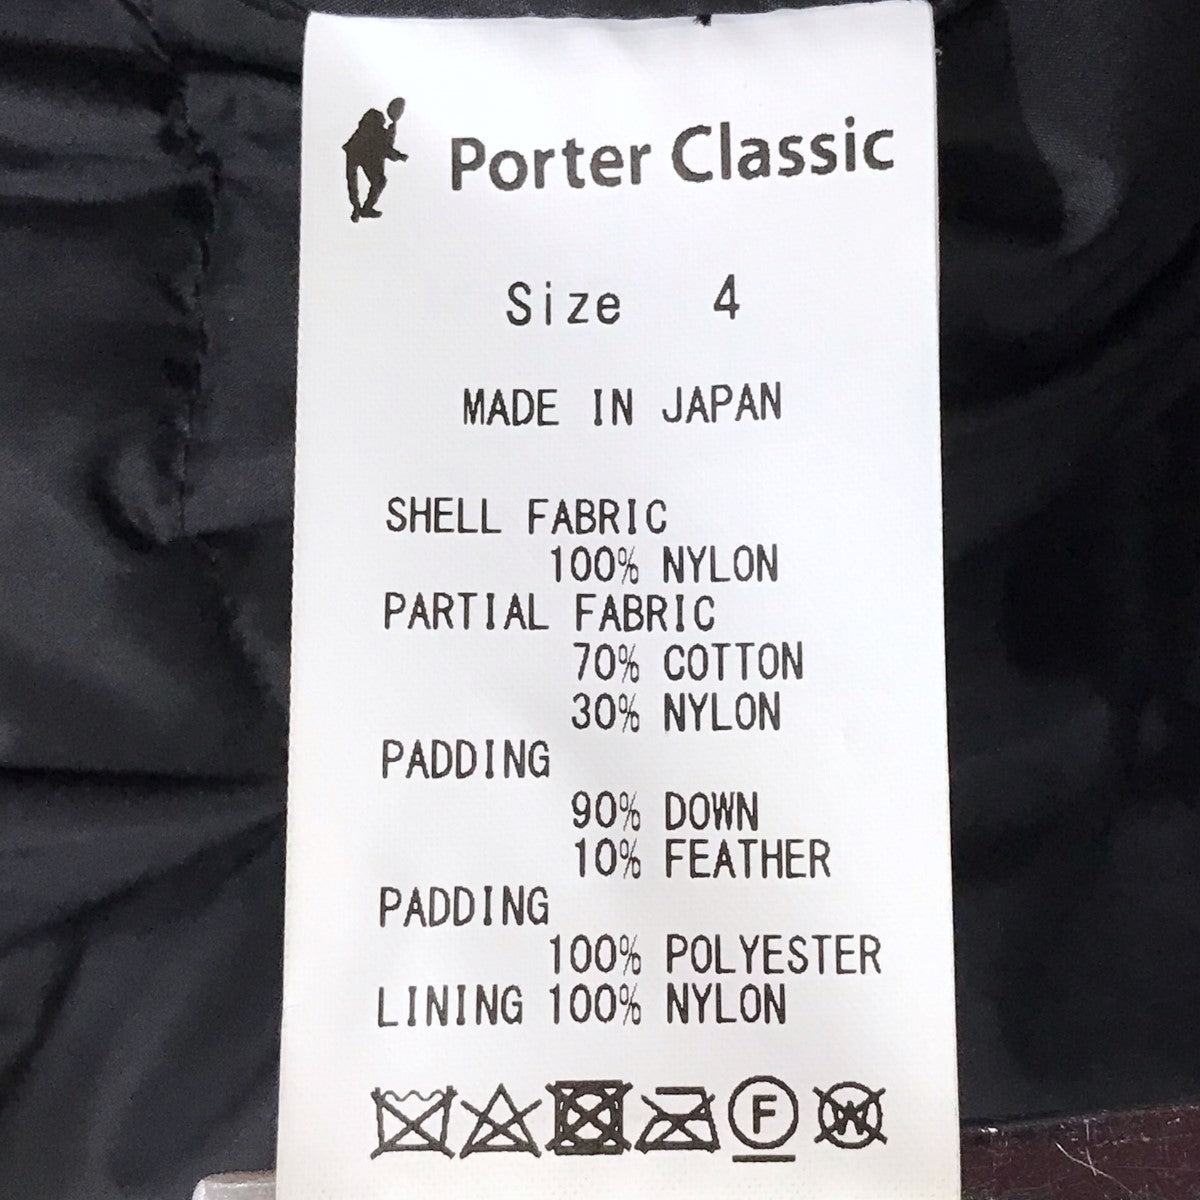 Porter Classic
Size 4
MADE IN JAPAN
SHELL FABRIC
100% NYLON
PARTIAL FABRIC
70% COTTON
30% NYLON
PADDING
90% DOWN
10% FEATHER
PADDING
100% POLYESTER
LINING 100% NYLON
F W